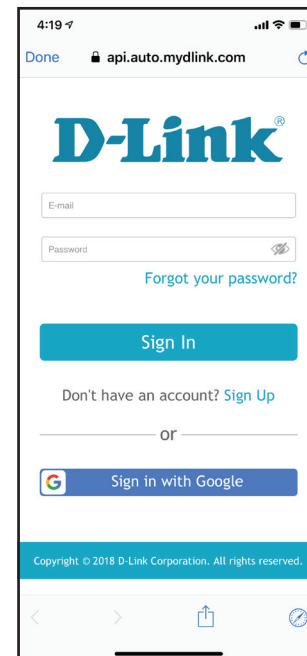 4:19
Done api.auto.mydlink.com
D-Link®
E-mail
Password
Forgot your password?
Sign In
Don't have an account? Sign Up
or
G Sign in with Google
Copyright © 2018 D-Link Corporation. All rights reserved.